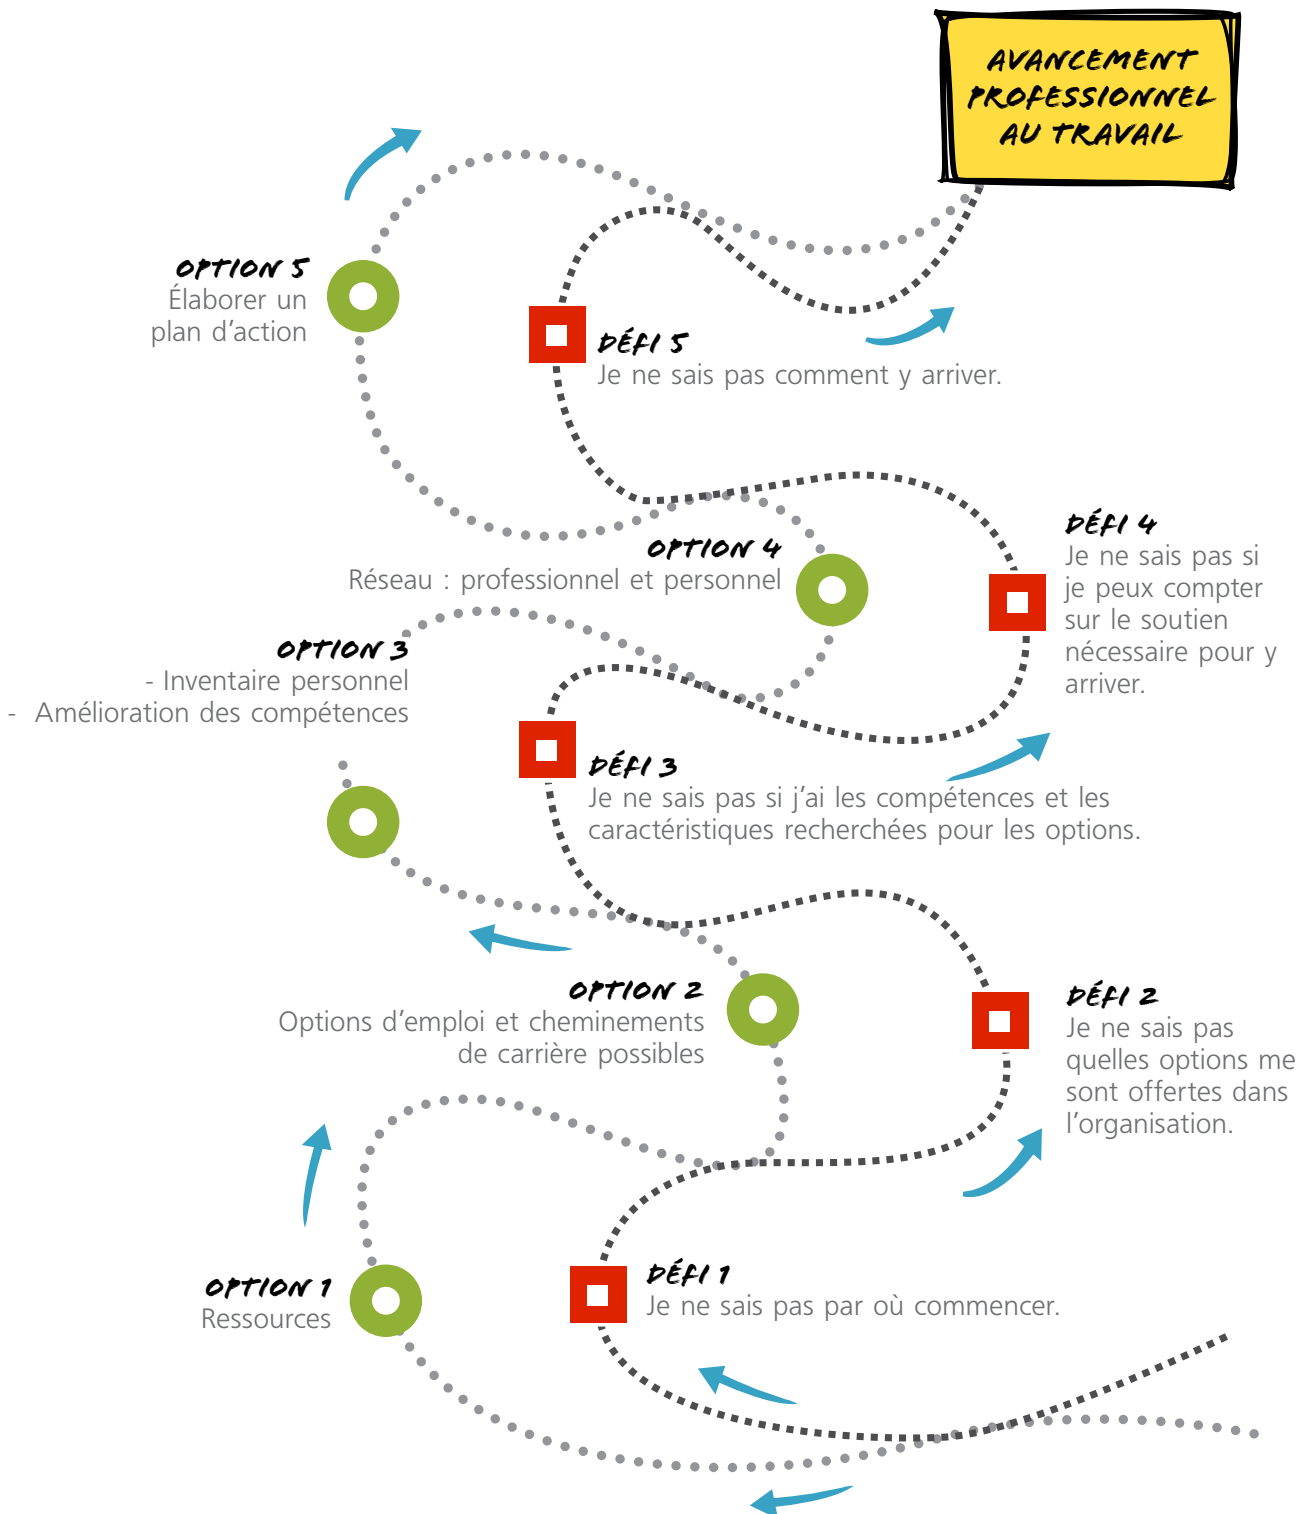 AVANCEMENT
PROFESSIONNEL
AU TRAVAIL
OPTION 5
Élaborer un
plan d’action
DÉFI 5
Je ne sais pas comment y arriver.
DÉFI 4
Je ne sais pas si
je peux compter
sur le soutien
nécessaire pour y
arriver.
OPTION 4
Réseau : professionnel et personnel
OPTION 3
- Inventaire personnel
- Amélioration des compétences
DÉFI 3
Je ne sais pas si j’ai les compétences et les
caractéristiques recherchées pour les options.
OPTION 2
Options d’emploi et cheminements
de carrière possibles
DÉFI 2
Je ne sais pas
quelles options me
sont offertes dans
l’organisation.
OPTION 1
Ressources
DÉFI 1
Je ne sais pas par où commencer.